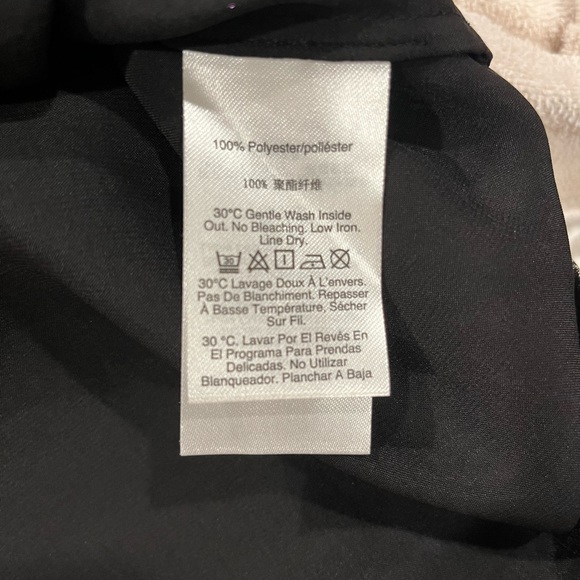 100% Polyester/poliéster
100% 聚酯纤维
30°C Gentle Wash Inside
Out. No Bleaching. Low Iron.
Line Dry.
30
30°C Lavage Doux À L'envers.
Pas De Blanchiment. Repasser
À Basse Température, Sécher
Sur Fil.
30 °C. Lavar Por El Revés En
El Programa Para Prendas
Delicadas. No Utilizar
Blanqueador. Planchar A Baja